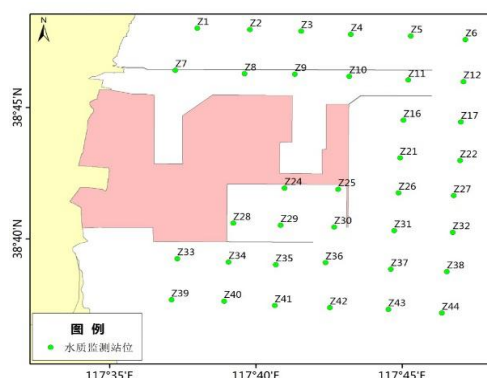 N
Z1 Z2 Z3 Z4 Z5 Z6
Z7 Z8 Z9 Z10 Z11 Z12
38°45'N
Z16 Z17
Z21 Z22
Z24 Z25 Z26 Z27
Z28 Z29 Z30 Z31 Z32
38°40'N
Z33 Z34 Z35 Z36 Z37 Z38
Z39 Z40 Z41 Z42 Z43 Z44
图 例
水质监测站位
117°35'E 117°40'E 117°45'E